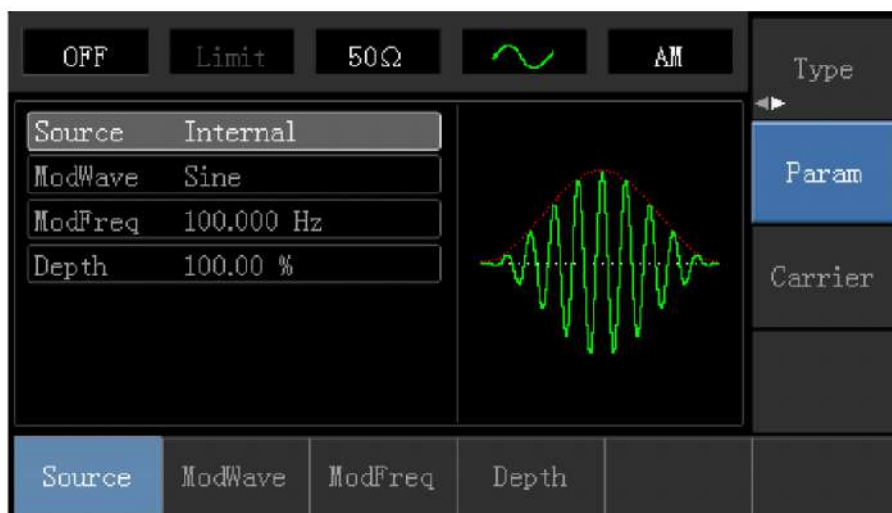 OFF Limit 50Ω AM
Type
Source Internal
ModWave Sine
ModFreq 100.000 Hz
Depth 100.00 %
Param
Carrier
Source ModWave ModFreq Depth